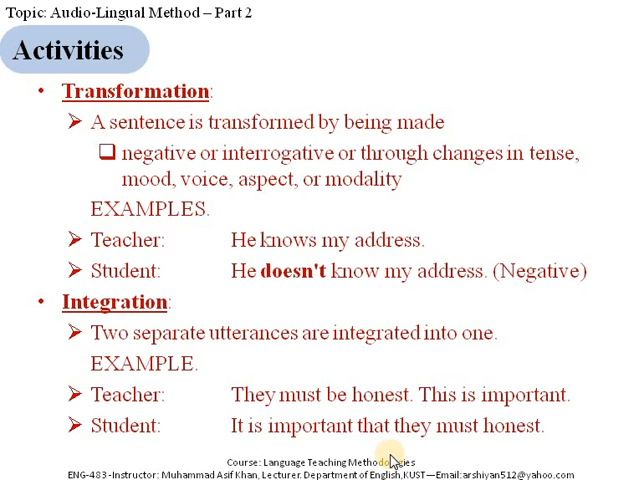 Topic: Audio-Lingual Method – Part 2
Activities
• Transformation:
➢ A sentence is transformed by being made
❑ negative or interrogative or through changes in tense,
mood, voice, aspect, or modality
EXAMPLES.
➢ Teacher: He knows my address.
➢ Student: He doesn't know my address. (Negative)
• Integration:
➢ Two separate utterances are integrated into one.
EXAMPLE.
➢ Teacher: They must be honest. This is important.
➢ Student: It is important that they must honest.
Course: Language Teaching Methodologies
ENG-483 -Instructor: Muhammad Asif Khan, Lecturer. Department of English,KUST—Email:arshiyan512@yahoo.com